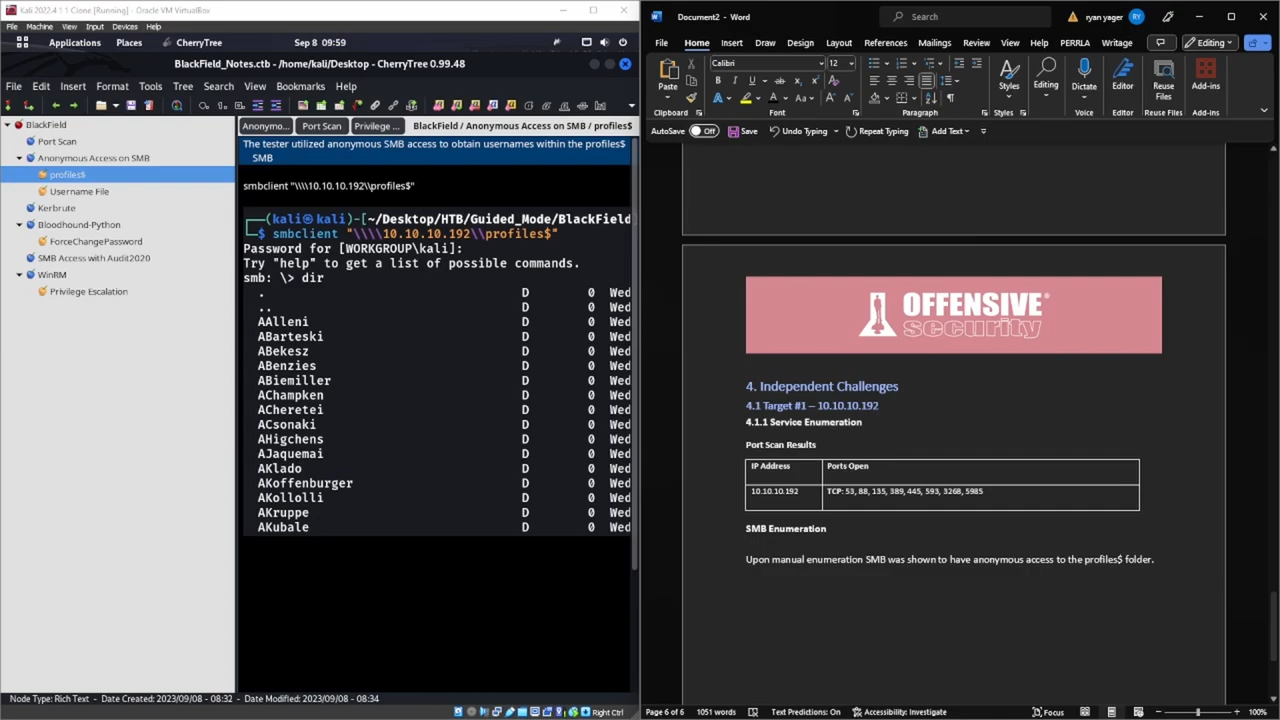 Kali 2022.4 1 1 Clone [Running] - Oracle VM VirtualBox
File Machine View Input Devices Help
Applications Places CherryTree Sep 8 09:59
BlackField_Notes.ctb - /home/kali/Desktop - CherryTree 0.99.48
File Edit Insert Format Tools Tree Search View Bookmarks Help
BlackField
Port Scan
Anonymous Access on SMB
profiles$
Username File
Kerbrute
Bloodhound-Python
ForceChangePassword
SMB Access with Audit2020
WinRM
Privilege Escalation
Anonymo... Port Scan Privilege ... BlackField / Anonymous Access on SMB / profiles$
The tester utilized anonymous SMB access to obtain usernames within the profiles$
SMB
smbclient "\\\\10.10.10.192\\profiles$"
(kali㉿kali)-[~/Desktop/HTB/Guided_Mode/BlackField
$ smbclient "\\\\10.10.10.192\\profiles$"
Password for [WORKGROUP\kali]:
Try "help" to get a list of possible commands.
smb: \> dir
. D 0 Wed
.. D 0 Wed
AAlleni D 0 Wed
ABarteski D 0 Wed
ABekesz D 0 Wed
ABenzies D 0 Wed
ABiemiller D 0 Wed
AChampken D 0 Wed
ACheretei D 0 Wed
ACsonaki D 0 Wed
AHigchens D 0 Wed
AJaquemai D 0 Wed
AKlado D 0 Wed
AKoffenburger D 0 Wed
AKollolli D 0 Wed
AKruppe D 0 Wed
AKubale D 0 Wed
Node Type: Rich Text - Date Created: 2023/09/08 - 08:32 - Date Modified: 2023/09/08 - 08:34
Right Ctrl
Document2 - Word
Search
ryan yager RY
File Home Insert Draw Design Layout References Mailings Review View Help PERRLA Writage Editing
Paste
Calibri 12
Styles Editing Dictate Editor Reuse Files Add-ins
Clipboard Font Paragraph Styles Voice Editor Reuse Files Add-ins
AutoSave Off Save Undo Typing Repeat Typing Add Text
OFFENSIVE®
security
4. Independent Challenges
4.1 Target #1 – 10.10.10.192
4.1.1 Service Enumeration
Port Scan Results
IP Address Ports Open
10.10.10.192 TCP: 53, 88, 135, 389, 445, 593, 3268, 5985
SMB Enumeration
Upon manual enumeration SMB was shown to have anonymous access to the profiles$ folder.
Page 6 of 6 1051 words Text Predictions: On Accessibility: Investigate Focus 100%